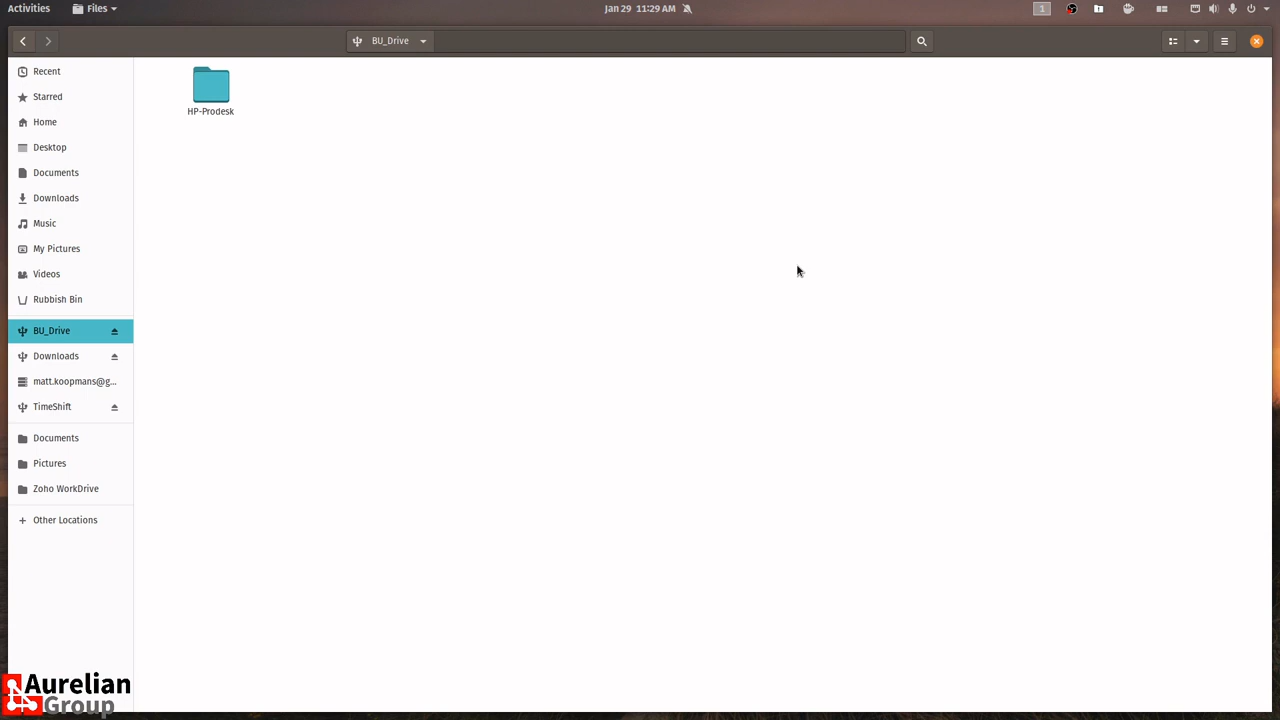 Activities
Files
Jan 29 11:29 AM
1
BU_Drive
Recent
Starred
Home
Desktop
Documents
Downloads
Music
My Pictures
Videos
Rubbish Bin
BU_Drive
Downloads
matt.koopmans@g...
TimeShift
Documents
Pictures
Zoho WorkDrive
Other Locations
HP-Prodesk
Aurelian
Group